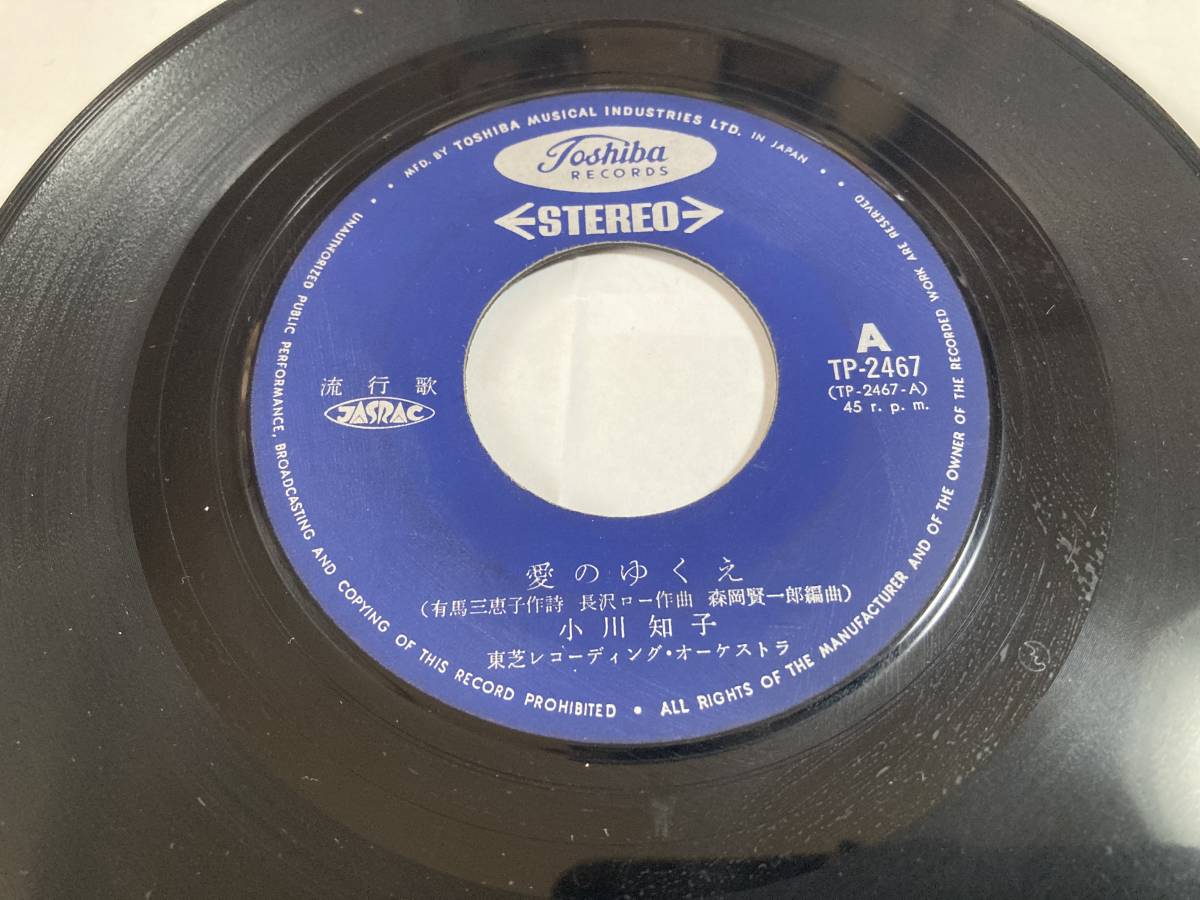 • MFD. BY TOSHIBA MUSICAL INDUSTRIES LTD. IN JAPAN •
Toshiba
RECORDS
STEREO
A
TP-2467
(TP-2467-A)
45 r. p. m.
流行歌
JASRAC
愛のゆくえ
(有馬三恵子作詩 長沢ロー作曲 森岡賢一郎編曲)
小川知子
東芝レコーディング・オーケストラ
UNAUTHORIZED PUBLIC PERFORMANCE, BROADCASTING AND COPYING OF THIS RECORD PROHIBITED • ALL RIGHTS OF THE MANUFACTURER AND OF THE OWNER OF THE RECORDED WORK ARE RESERVED